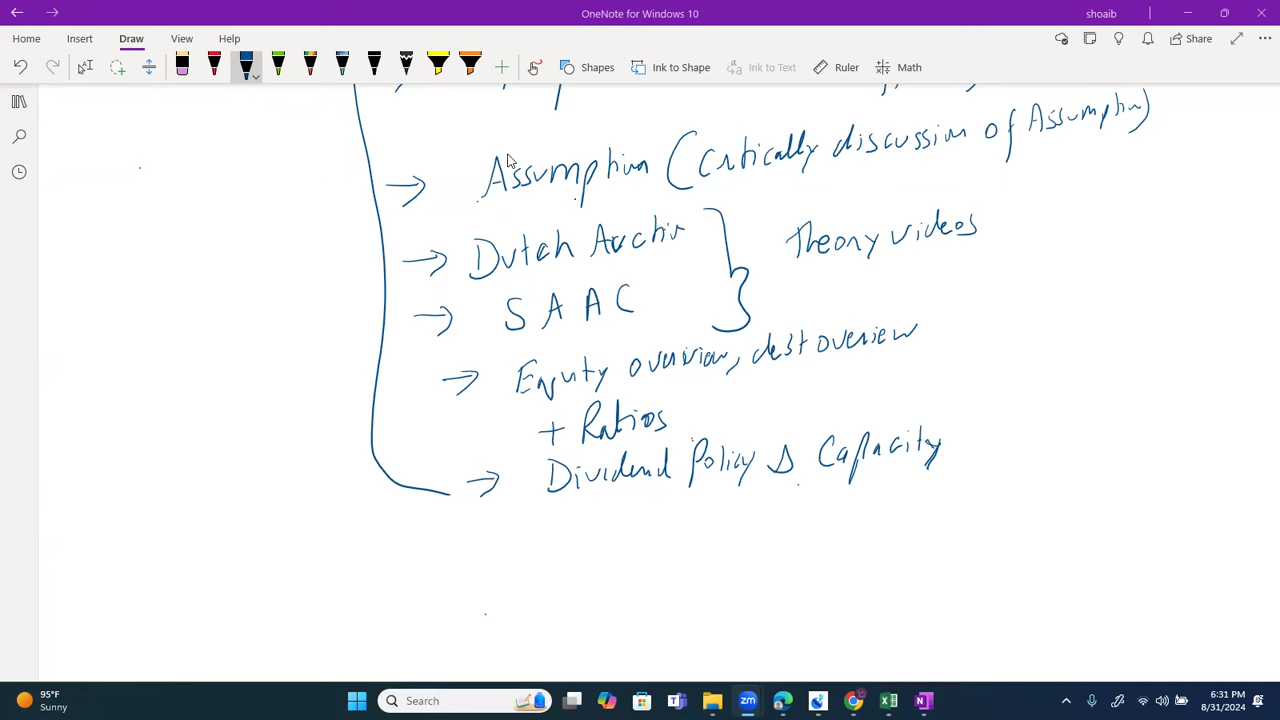 OneNote for Windows 10
shoaib
Home Insert Draw View Help
Share
Shapes
Ink to Shape
Ink to Text
Ruler
Math
Assumption (Critically discussion of Assumption)
Dutch Auction
Theory videos
S A A C
Equity overview, debt overview
+ Ratios
Dividend Policy & Capacity
95°F
Sunny
Search
6:31 PM
8/31/2024